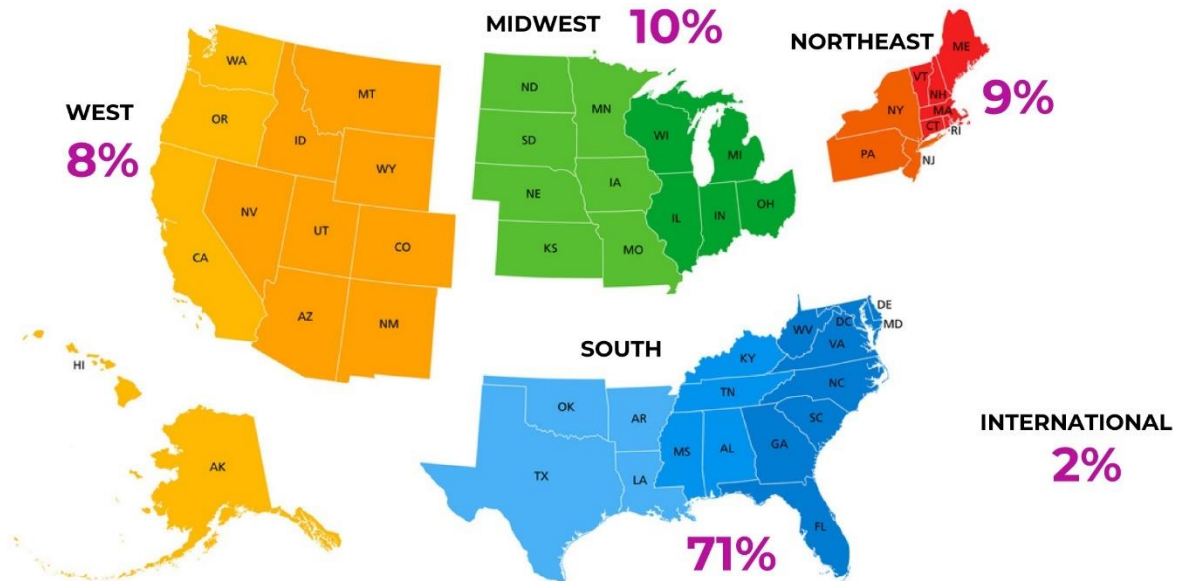 MIDWEST 10%
NORTHEAST
9%
WEST
8%
WA
OR
CA
MT
ID
WY
NV
UT
CO
AZ
NM
HI
AK
ND
SD
NE
KS
MN
IA
MO
WI
IL
MI
IN
OH
ME
VT
NH
NY
MA
CT
RI
PA
NJ
SOUTH
OK
TX
AR
LA
KY
TN
MS
AL
WV
DC
DE
MD
VA
NC
SC
GA
FL
71%
INTERNATIONAL
2%